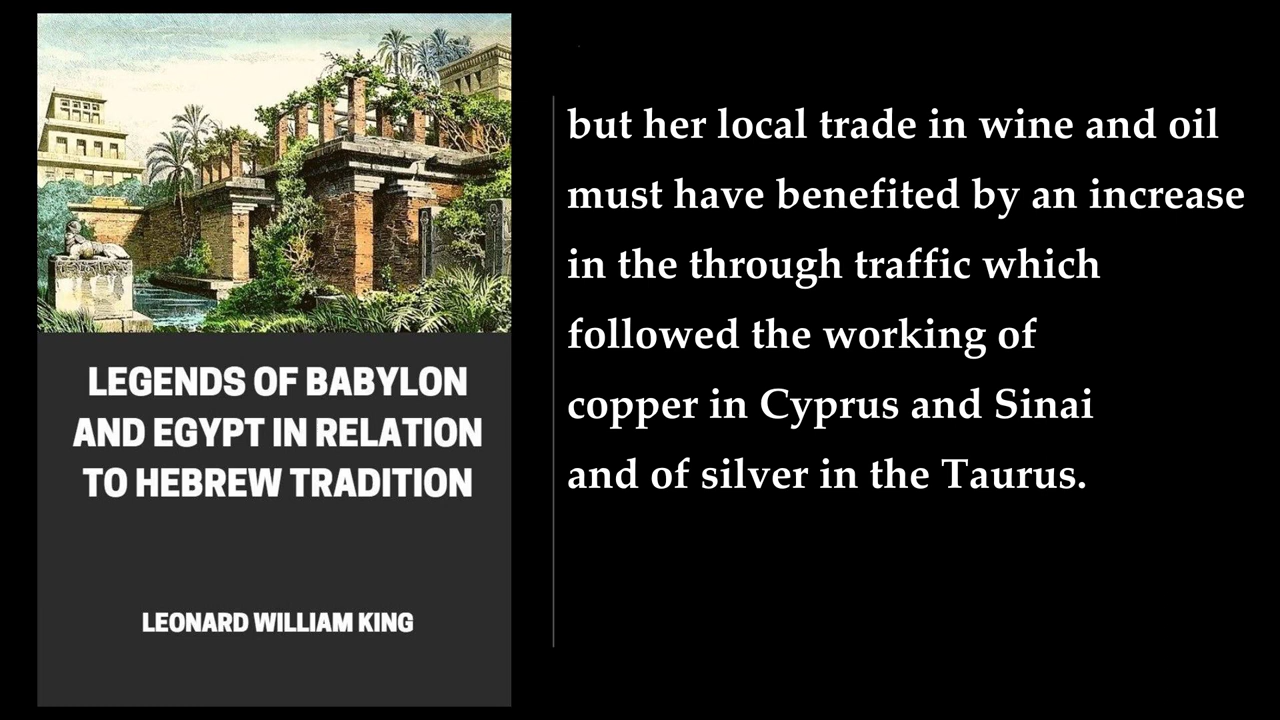 LEGENDS OF BABYLON
AND EGYPT IN RELATION
TO HEBREW TRADITION
LEONARD WILLIAM KING
but her local trade in wine and oil
must have benefited by an increase
in the through traffic which
followed the working of
copper in Cyprus and Sinai
and of silver in the Taurus.